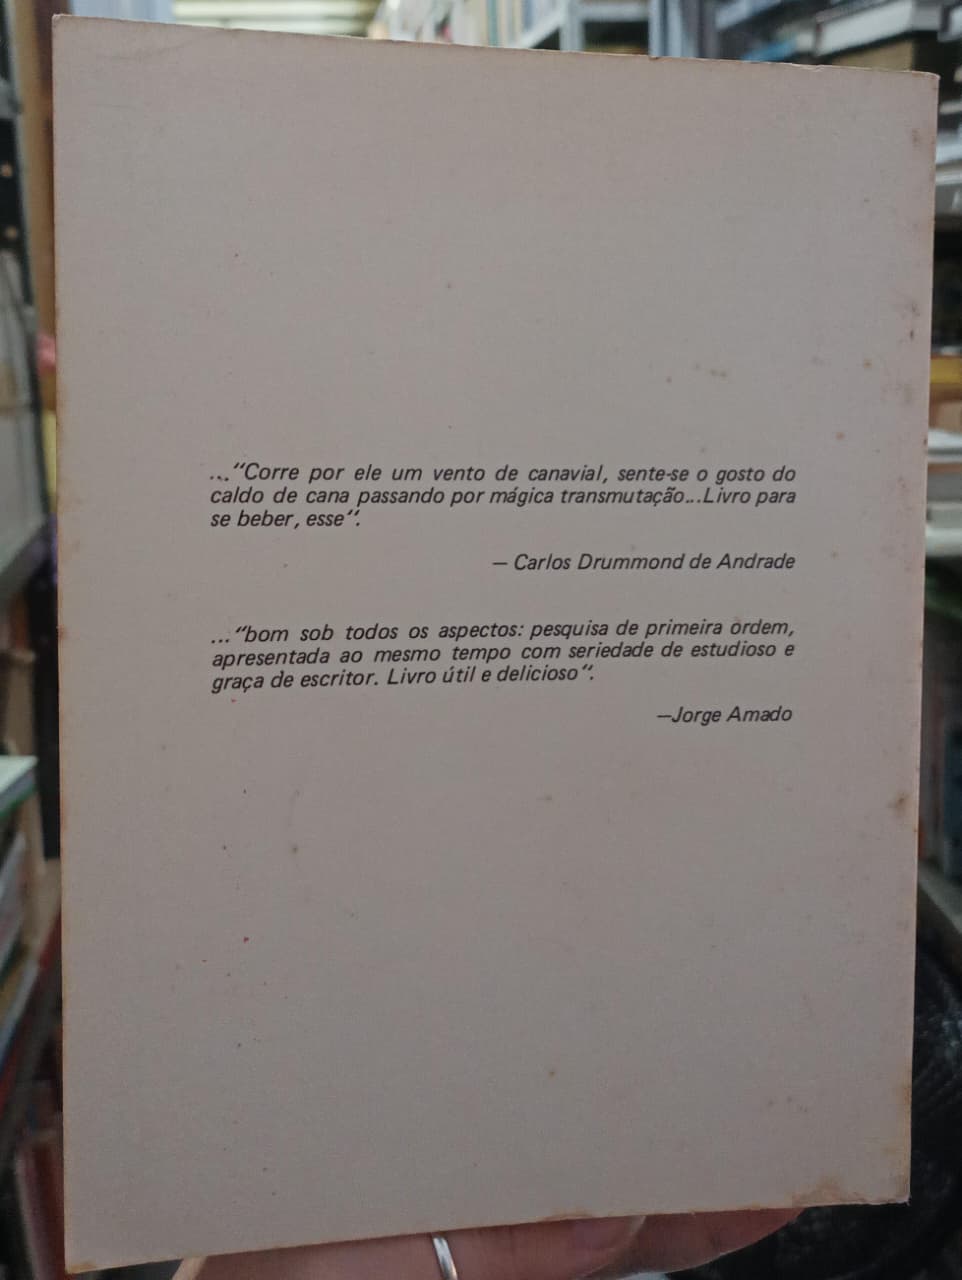 ..."Corre por ele um vento de canavial, sente-se o gosto do
caldo de cana passando por mágica transmutação...Livro para
se beber, esse".
— Carlos Drummond de Andrade
..."bom sob todos os aspectos: pesquisa de primeira ordem,
apresentada ao mesmo tempo com seriedade de estudioso e
graça de escritor. Livro útil e delicioso".
—Jorge Amado